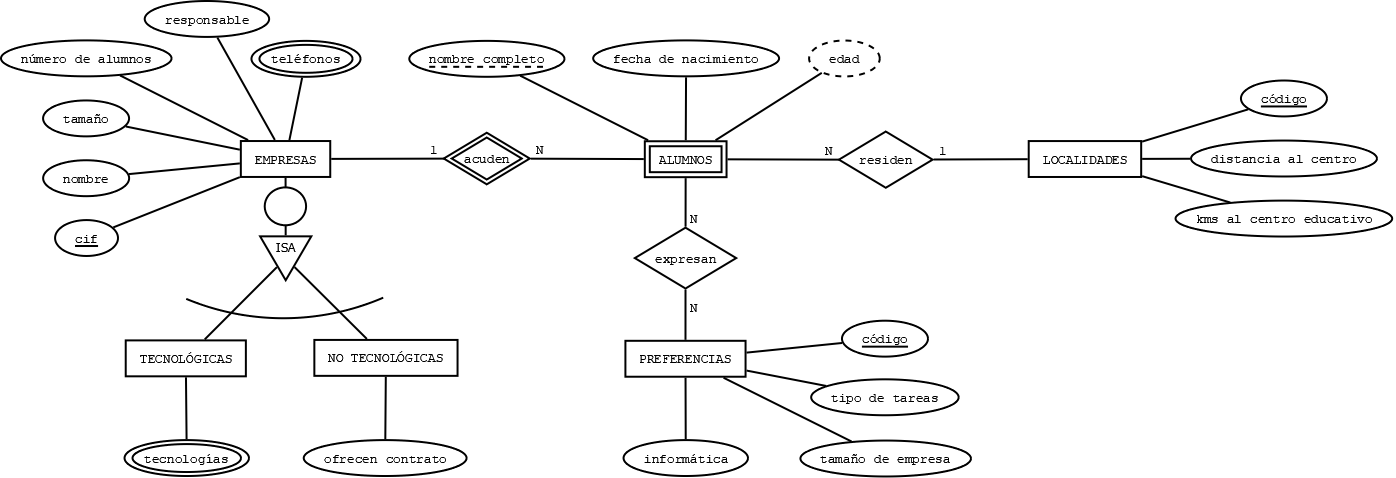 responsable
número de alumnos
teléfonos
nombre completo
fecha de nacimiento
edad
código
tamaño
EMPRESAS
1
acuden
N
ALUMNOS
N
residen
1
LOCALIDADES
distancia al centro
nombre
kms al centro educativo
cif
ISA
N
expresan
N
TECNOLÓGICAS
NO TECNOLÓGICAS
PREFERENCIAS
código
tipo de tareas
tecnologías
ofrecen contrato
informática
tamaño de empresa